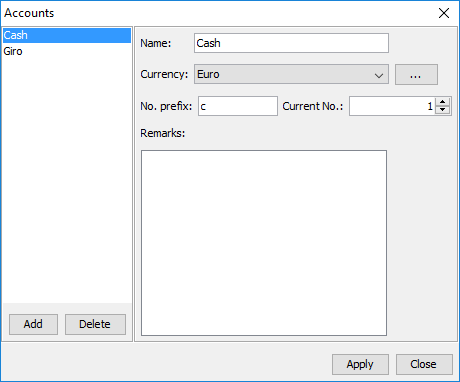 Accounts
Cash
Giro
Name: Cash
Currency: Euro ...
No. prefix: c Current No.: 1
Remarks:
Add Delete
Apply Close